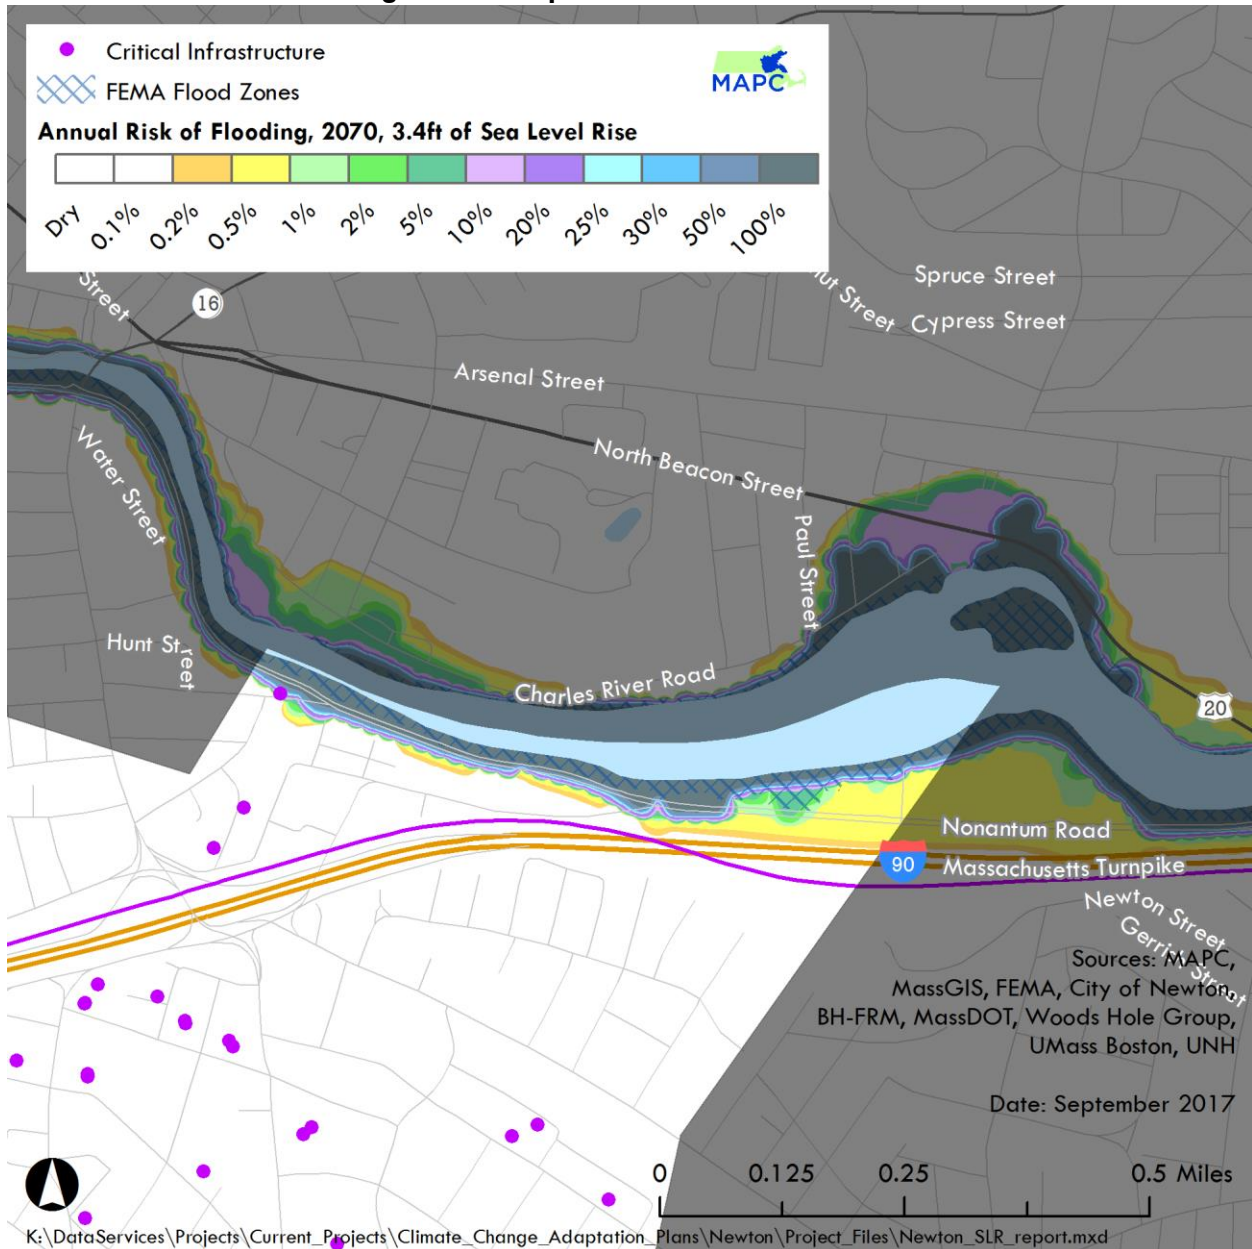 Critical Infrastructure
MAPC
FEMA Flood Zones
Annual Risk of Flooding, 2070, 3.4ft of Sea Level Rise
Dry 0.1% 0.2% 0.5% 1% 2% 5% 10% 20% 25% 30% 50% 100%
Street
16
Spruce Street
Street
Cypress Street
Arsenal Street
North Beacon Street
Water Street
Paul Street
Hunt Street
Charles River Road
20
Nonantum Road
90
Massachusetts Turnpike
Newton Street
Street
Sources: MAPC,
MassGIS, FEMA, City of Newton,
BH-FRM, MassDOT, Woods Hole Group,
UMass Boston, UNH
Date: September 2017
0 0.125 0.25 0.5 Miles
K:\DataServices\Projects\Current_Projects\Climate_Change_Adaptation_Plans\Newton\Project_Files\Newton_SLR_report.mxd